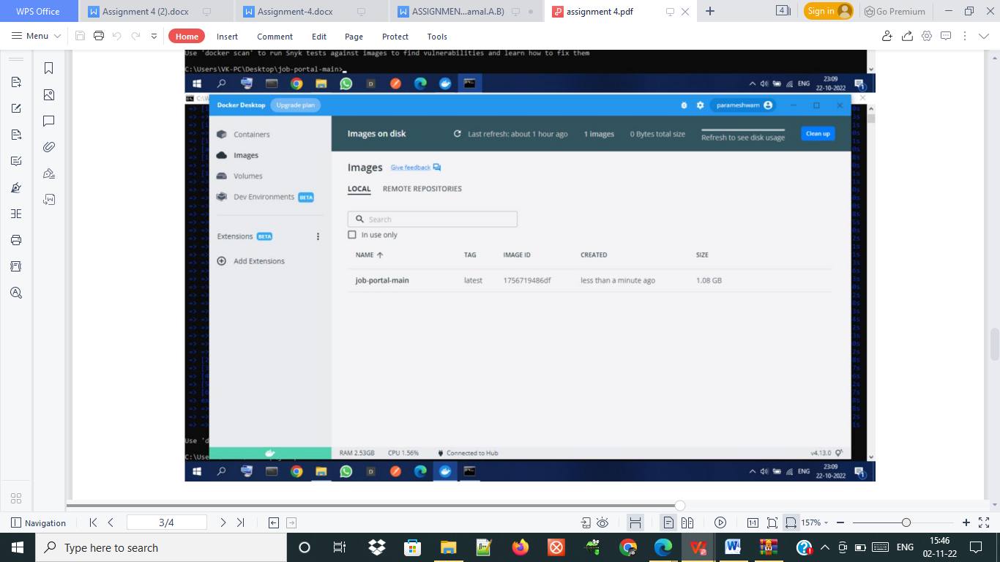 WPS Office
Assignment 4 (2).docx
Assignment-4.docx
ASSIGNMEN...amal.A.B)
assignment 4.pdf
4
Sign in
Go Premium
Menu
Home
Insert
Comment
Edit
Page
Protect
Tools
Use 'docker scan' to run Snyk tests against images to find vulnerabilities and learn how to fix them
C:\Users\VK-PC\Desktop\job-portal-main>
ENG
23:09
22-10-2022
1
Docker Desktop
Upgrade plan
parameshwarn
Containers
Images
Volumes
Dev Environments
BETA
Extensions
BETA
Add Extensions
Images on disk
Last refresh: about 1 hour ago
1 images
0 Bytes total size
Refresh to see disk usage
Clean up
Images
Give feedback
LOCAL
REMOTE REPOSITORIES
Search
In use only
NAME
TAG
IMAGE ID
CREATED
SIZE
job-portal-main
latest
1756719486df
less than a minute ago
1.08 GB
Use 'd
C:\Use
RAM 2.53GB
CPU 1.56%
Connected to Hub
v4.13.0
ENG
23:09
22-10-2022
1
Navigation
3/4
157%
Type here to search
ENG
15:46
02-11-22